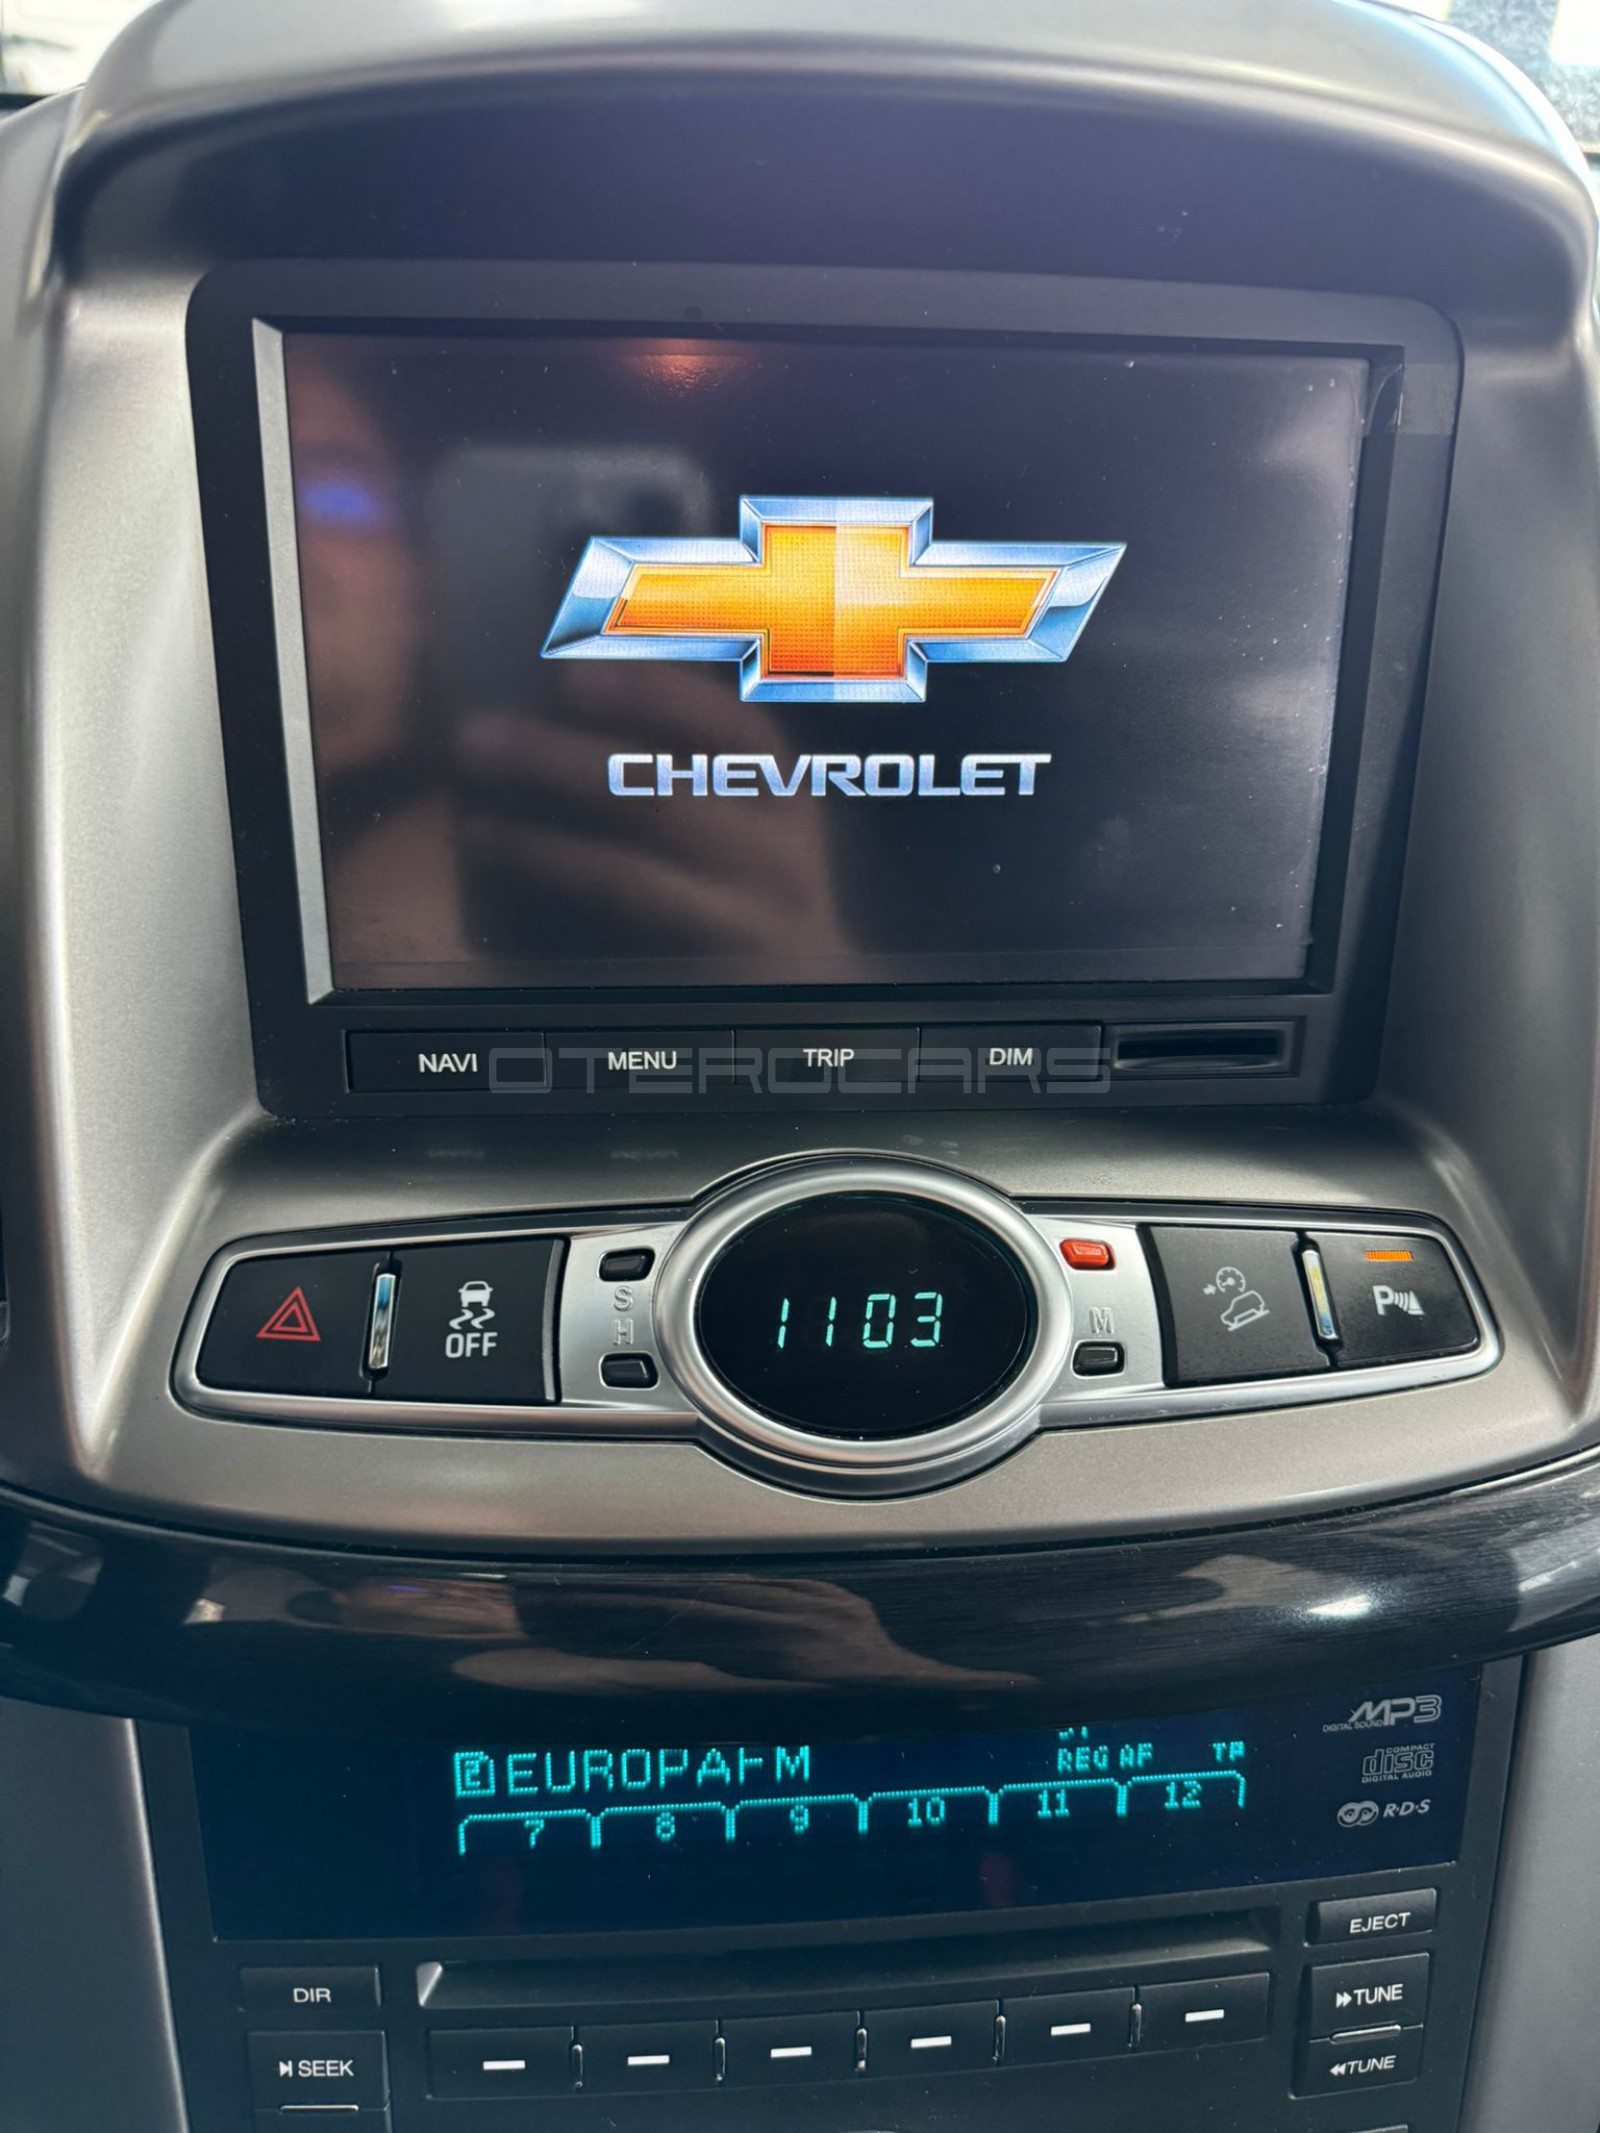 CHEVROLET
NAVI MENU TRIP DIM
OTEROCARS
OFF
S
H
1103
M
P
MP3
DIGITAL SOUND
EUROPAFM REG AF TP
7 8 9 10 11 12
COMPACT
disc
DIGITAL AUDIO
R·D·S
EJECT
DIR
TUNE
SEEK
TUNE